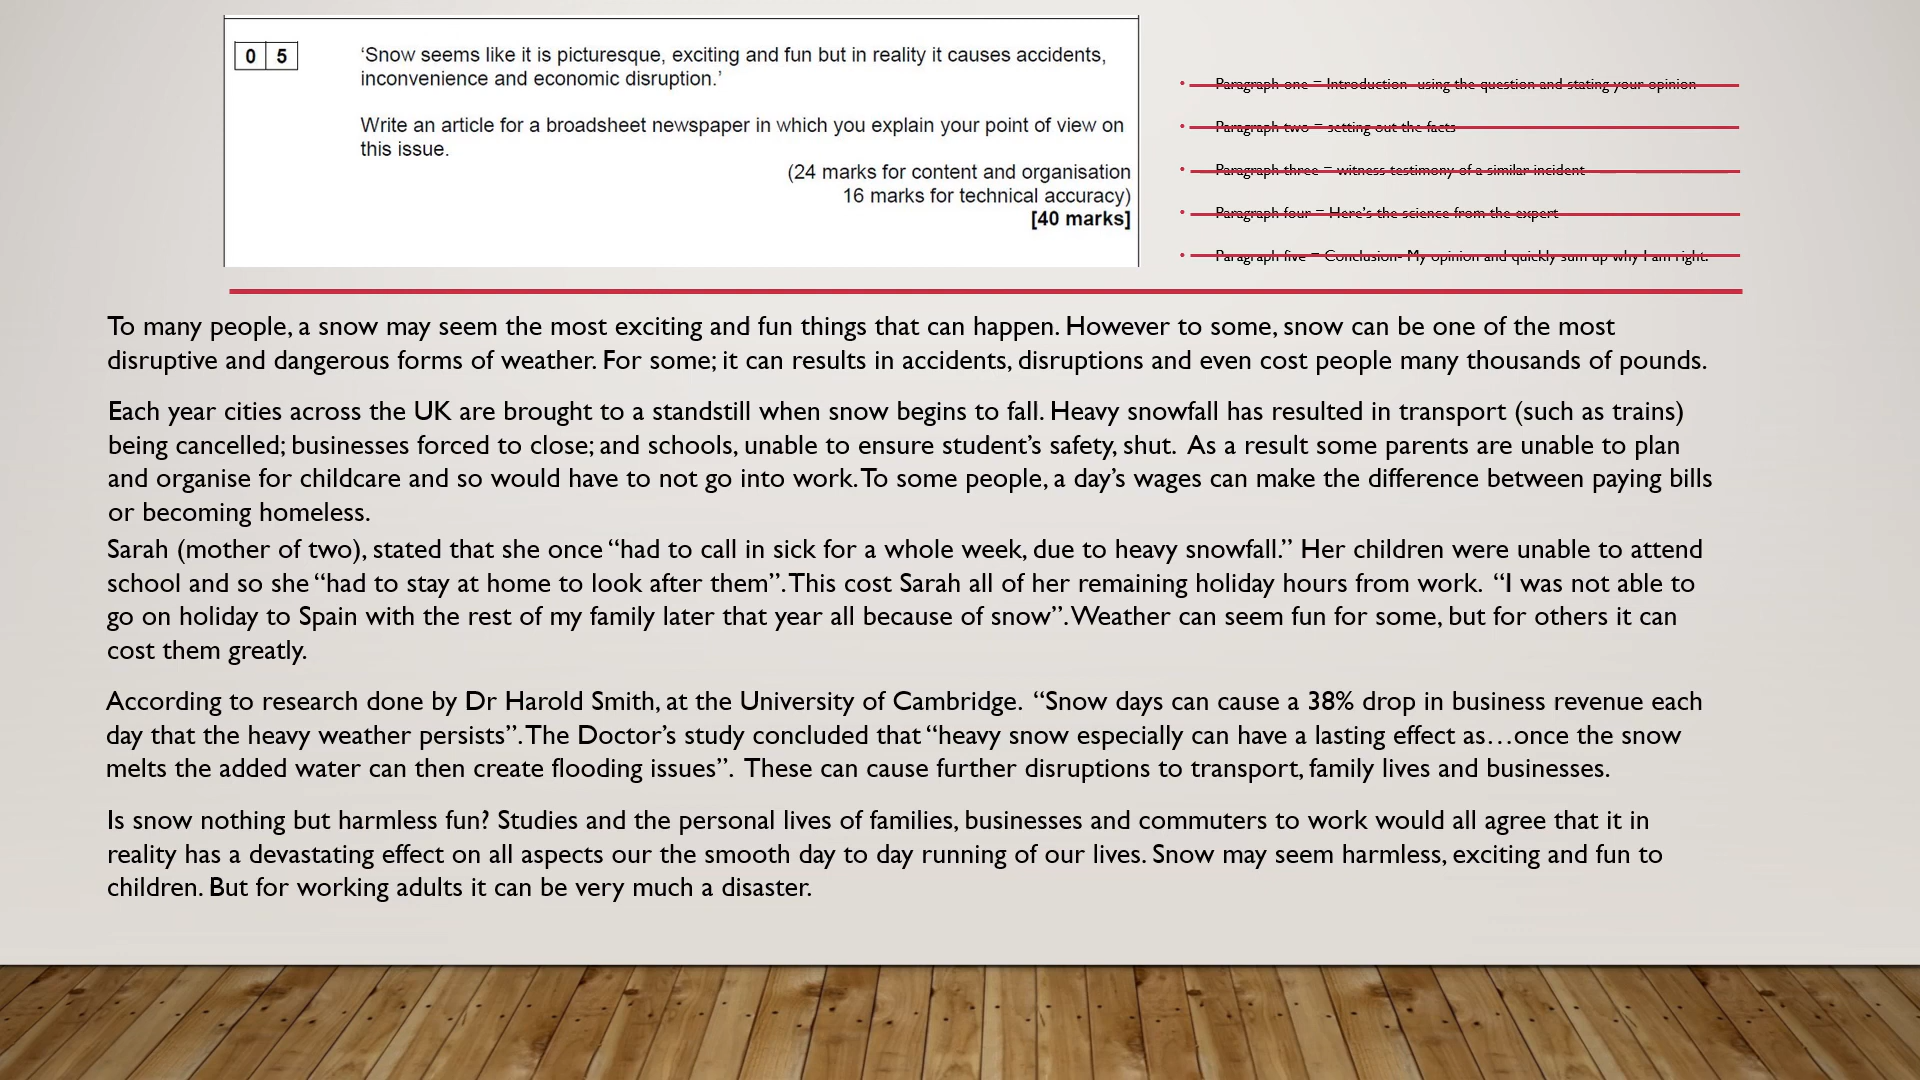 0 5
‘Snow seems like it is picturesque, exciting and fun but in reality it causes accidents,
inconvenience and economic disruption.’
Write an article for a broadsheet newspaper in which you explain your point of view on
this issue.
(24 marks for content and organisation
16 marks for technical accuracy)
[40 marks]
• Paragraph one = Introduction- using the question and stating your opinion
• Paragraph two = setting out the facts
• Paragraph three = witness testimony of a similar incident
• Paragraph four = Here’s the science from the expert
• Paragraph five = Conclusion- My opinion and quickly sum up why I am right.
To many people, a snow may seem the most exciting and fun things that can happen. However to some, snow can be one of the most
disruptive and dangerous forms of weather. For some; it can results in accidents, disruptions and even cost people many thousands of pounds.
Each year cities across the UK are brought to a standstill when snow begins to fall. Heavy snowfall has resulted in transport (such as trains)
being cancelled; businesses forced to close; and schools, unable to ensure student’s safety, shut. As a result some parents are unable to plan
and organise for childcare and so would have to not go into work. To some people, a day’s wages can make the difference between paying bills
or becoming homeless.
Sarah (mother of two), stated that she once “had to call in sick for a whole week, due to heavy snowfall.” Her children were unable to attend
school and so she “had to stay at home to look after them”. This cost Sarah all of her remaining holiday hours from work. “I was not able to
go on holiday to Spain with the rest of my family later that year all because of snow”. Weather can seem fun for some, but for others it can
cost them greatly.
According to research done by Dr Harold Smith, at the University of Cambridge. “Snow days can cause a 38% drop in business revenue each
day that the heavy weather persists”. The Doctor’s study concluded that “heavy snow especially can have a lasting effect as…once the snow
melts the added water can then create flooding issues”. These can cause further disruptions to transport, family lives and businesses.
Is snow nothing but harmless fun? Studies and the personal lives of families, businesses and commuters to work would all agree that it in
reality has a devastating effect on all aspects our the smooth day to day running of our lives. Snow may seem harmless, exciting and fun to
children. But for working adults it can be very much a disaster.